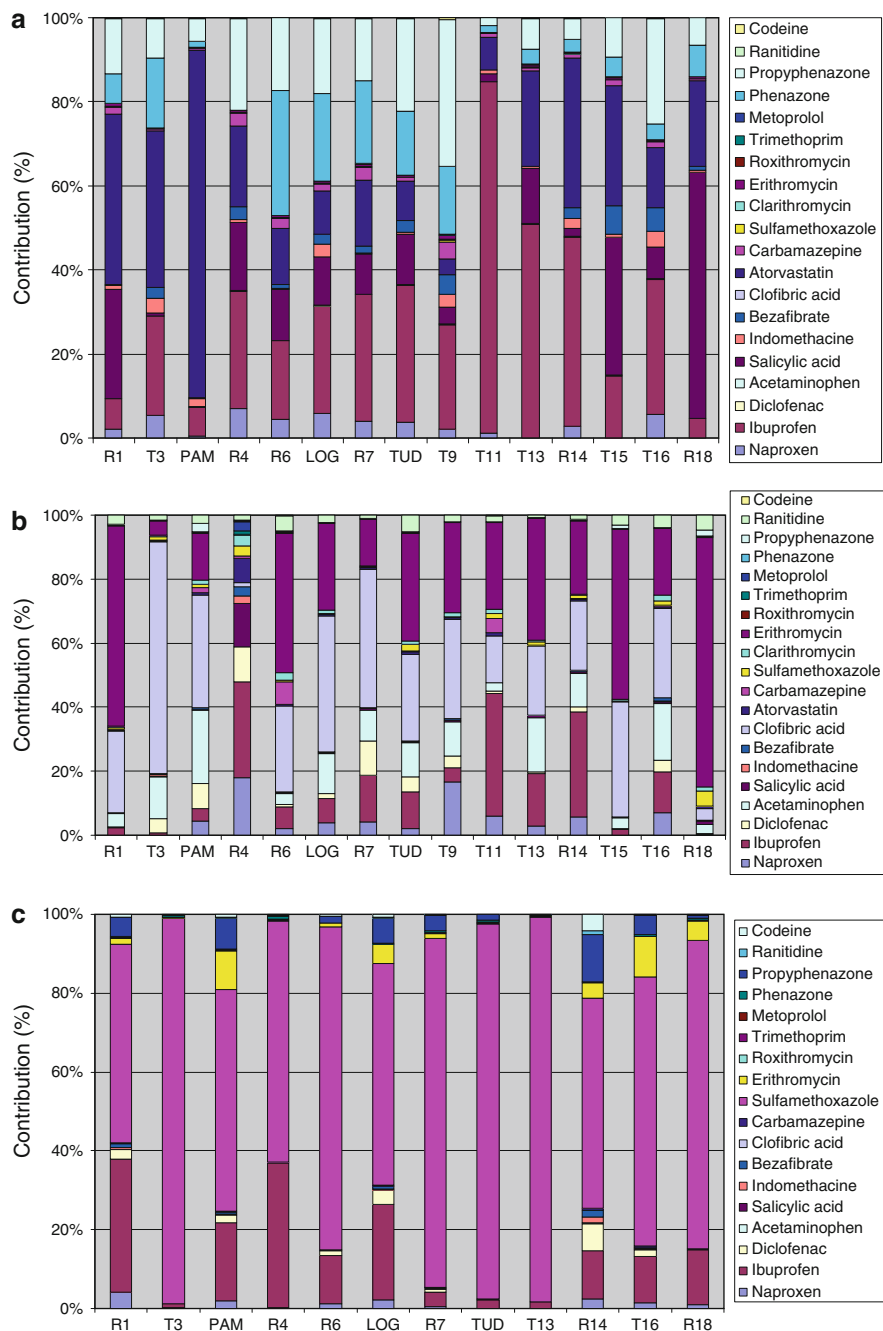 a
Contribution (%)
100%
80%
60%
40%
20%
0%
R1 T3 PAM R4 R6 LOG R7 TUD T9 T11 T13 R14 T15 T16 R18
Codeine
Ranitidine
Propyphenazone
Phenazone
Metoprolol
Trimethoprim
Roxithromycin
Erithromycin
Clarithromycin
Sulfamethoxazole
Carbamazepine
Atorvastatin
Clofibric acid
Bezafibrate
Indomethacine
Salicylic acid
Acetaminophen
Diclofenac
Ibuprofen
Naproxen
b
Contribution (%)
100%
80%
60%
40%
20%
0%
R1 T3 PAM R4 R6 LOG R7 TUD T9 T11 T13 R14 T15 T16 R18
Codeine
Ranitidine
Propyphenazone
Phenazone
Metoprolol
Trimethoprim
Roxithromycin
Erithromycin
Clarithromycin
Sulfamethoxazole
Carbamazepine
Atorvastatin
Clofibric acid
Bezafibrate
Indomethacine
Salicylic acid
Acetaminophen
Diclofenac
Ibuprofen
Naproxen
c
Contribution (%)
100%
80%
60%
40%
20%
0%
R1 T3 PAM R4 R6 LOG R7 TUD T13 R14 T16 R18
Codeine
Ranitidine
Propyphenazone
Phenazone
Metoprolol
Trimethoprim
Roxithromycin
Erithromycin
Sulfamethoxazole
Carbamazepine
Clofibric acid
Bezafibrate
Indomethacine
Salicylic acid
Acetaminophen
Diclofenac
Ibuprofen
Naproxen